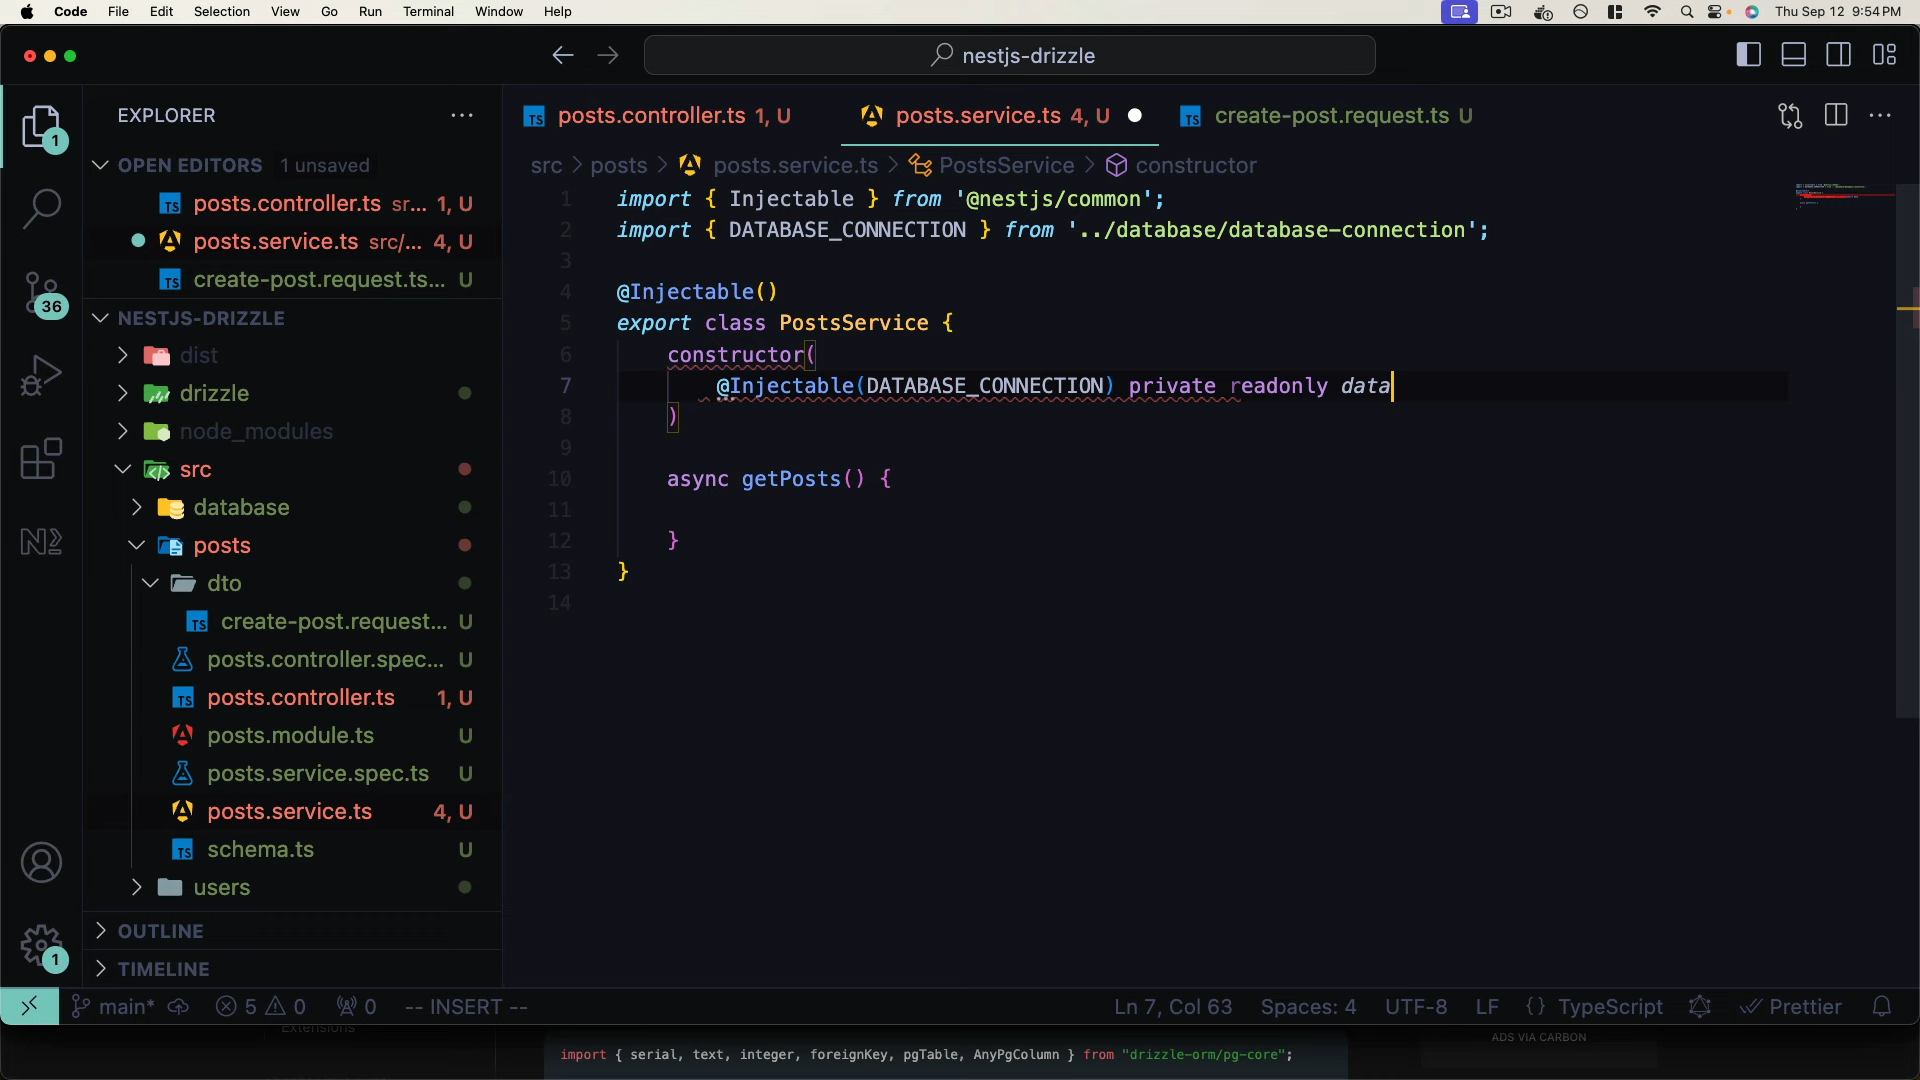 Code File Edit Selection View Go Run Terminal Window Help Thu Sep 12 9:54 PM
nestjs-drizzle
EXPLORER
posts.controller.ts 1, U posts.service.ts 4, U create-post.request.ts U
OPEN EDITORS 1 unsaved
posts.controller.ts sr... 1, U
posts.service.ts src/... 4, U
create-post.request.ts... U
NESTJS-DRIZZLE
dist
drizzle
node_modules
src
database
posts
dto
create-post.request... U
posts.controller.spec... U
posts.controller.ts 1, U
posts.module.ts U
posts.service.spec.ts U
posts.service.ts 4, U
schema.ts U
users
OUTLINE
TIMELINE
1
36
1
src > posts > posts.service.ts > PostsService > constructor
1 import { Injectable } from '@nestjs/common';
2 import { DATABASE_CONNECTION } from '../database/database-connection';
3
4 @Injectable()
5 export class PostsService {
6 constructor(
7 @Injectable(DATABASE_CONNECTION) private readonly data
8 )
9
10 async getPosts() {
11
12 }
13 }
14
main* 5 0 0 -- INSERT -- Ln 7, Col 63 Spaces: 4 UTF-8 LF {} TypeScript Prettier
Extensions
ADS VIA CARBON
import { serial, text, integer, foreignKey, pgTable, AnyPgColumn } from "drizzle-orm/pg-core";